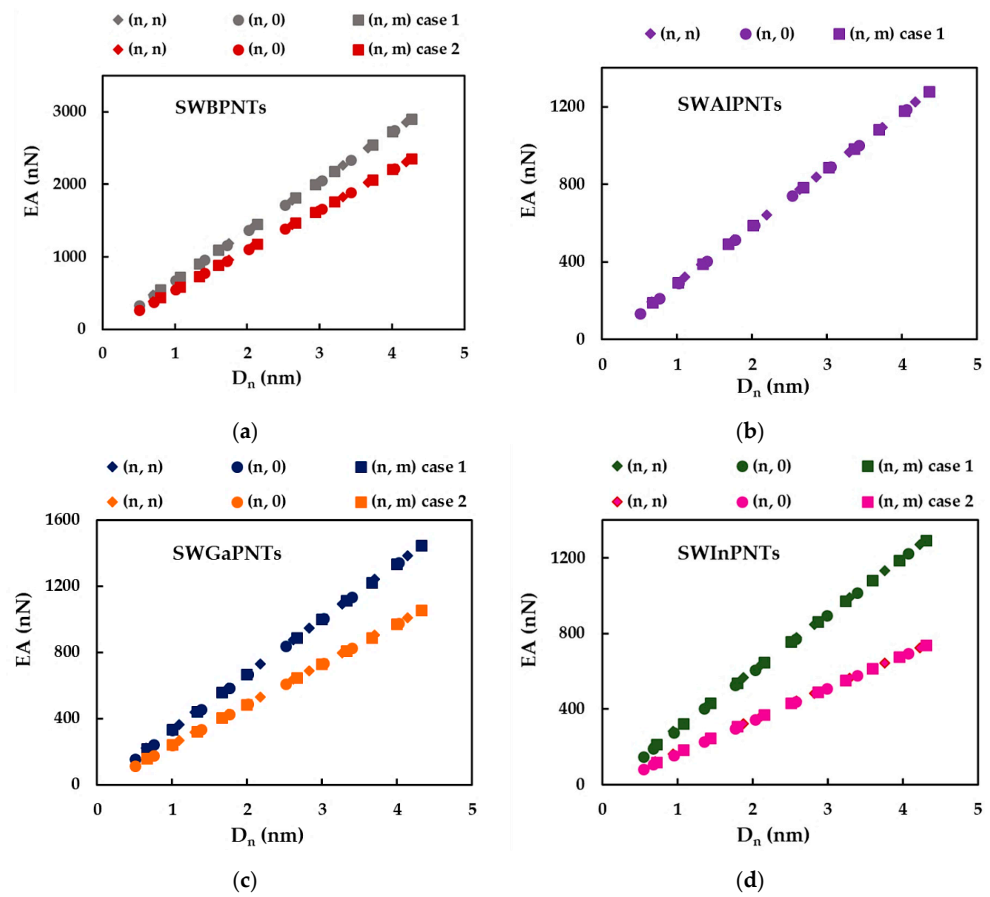 (n, n) (n, 0) (n, m) case 1
(n, n) (n, 0) (n, m) case 2
SWBPNTs
EA (nN)
3000
2000
1000
0
0 1 2 3 4 5
Dn (nm)
(a)
(n, n) (n, 0) (n, m) case 1
SWAlPNTs
EA (nN)
1200
800
400
0
0 1 2 3 4 5
Dn (nm)
(b)
(n, n) (n, 0) (n, m) case 1
(n, n) (n, 0) (n, m) case 2
SWGaPNTs
EA (nN)
1600
1200
800
400
0
0 1 2 3 4 5
Dn (nm)
(c)
(n, n) (n, 0) (n, m) case 1
(n, n) (n, 0) (n, m) case 2
SWInPNTs
EA (nN)
1200
800
400
0
0 1 2 3 4 5
Dn (nm)
(d)